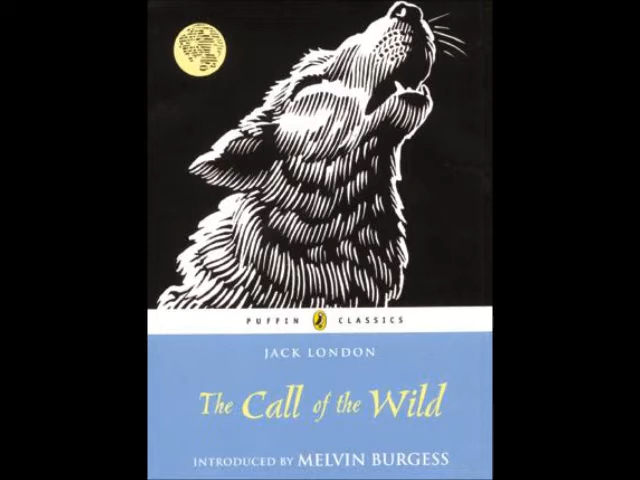 PUFFIN CLASSICS
JACK LONDON
The Call of the Wild
INTRODUCED BY MELVIN BURGESS